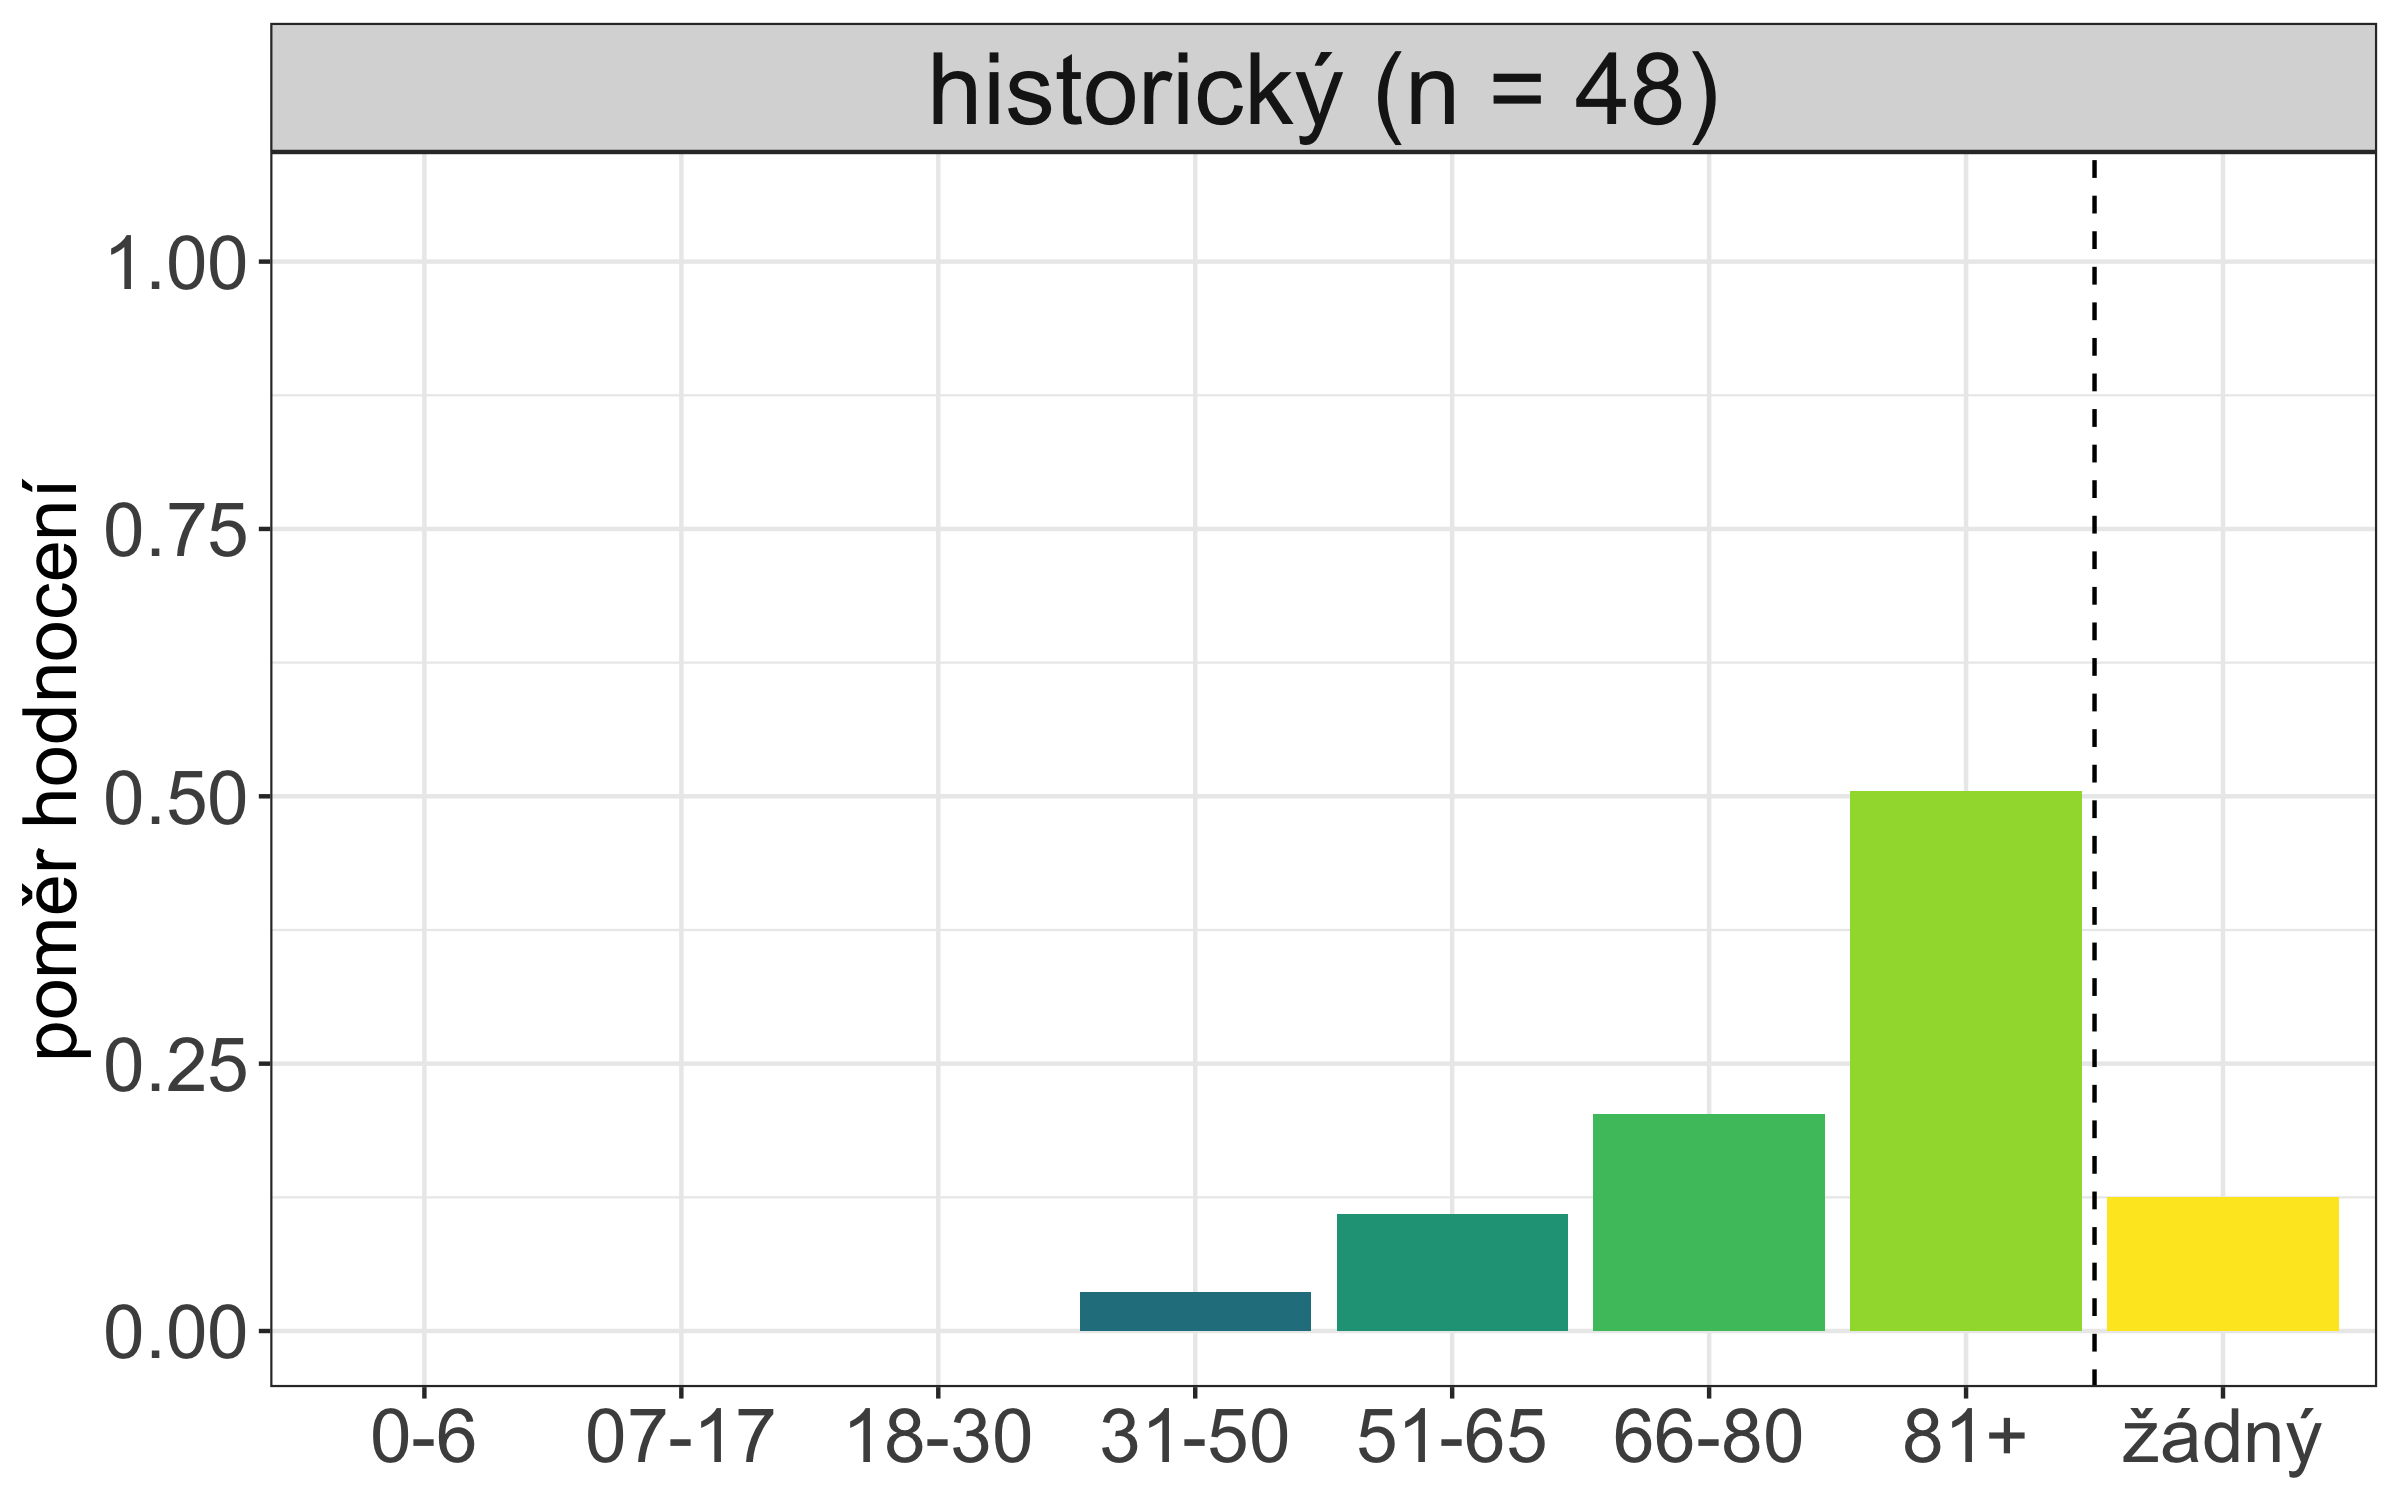 historický (n = 48)
poměr hodnocení
1.00
0.75
0.50
0.25
0.00
0-6 07-17 18-30 31-50 51-65 66-80 81+ žádný